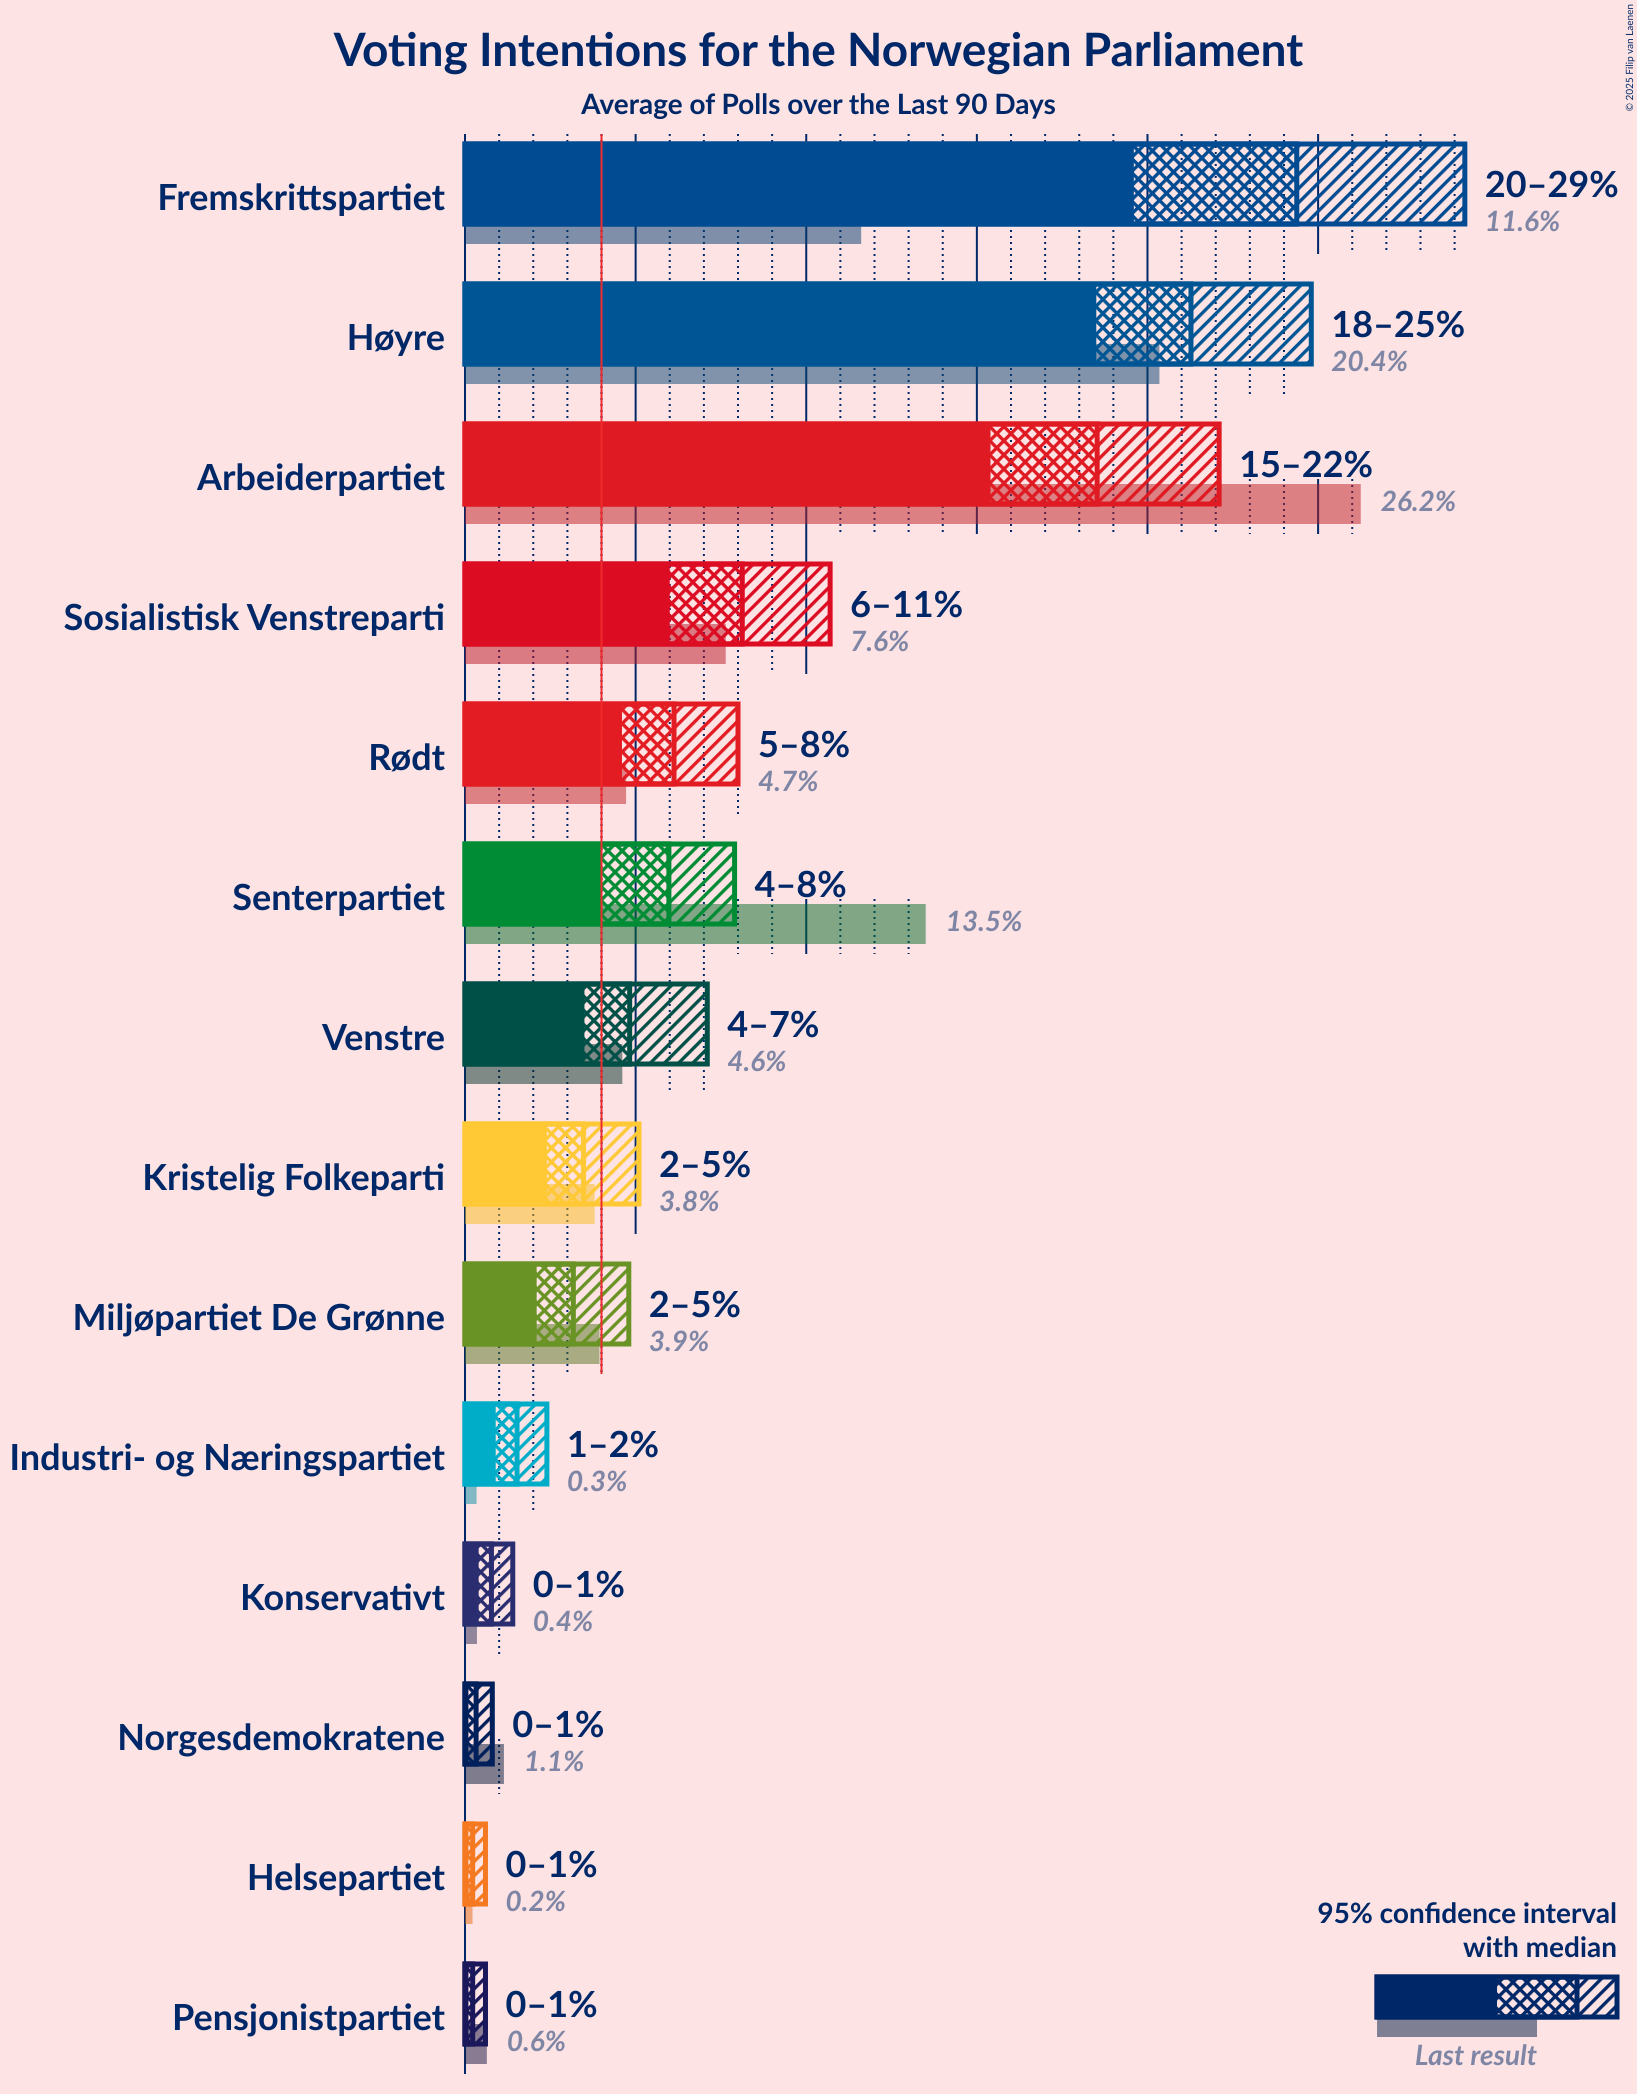 Voting Intentions for the Norwegian Parliament
Average of Polls over the Last 90 Days
© 2025 Filip van Laenen
Fremskrittspartiet
20–29%
11.6%
Høyre
18–25%
20.4%
Arbeiderpartiet
15–22%
26.2%
Sosialistisk Venstreparti
6–11%
7.6%
Rødt
5–8%
4.7%
Senterpartiet
4–8%
13.5%
Venstre
4–7%
4.6%
Kristelig Folkeparti
2–5%
3.8%
Miljøpartiet De Grønne
2–5%
3.9%
Industri- og Næringspartiet
1–2%
0.3%
Konservativt
0–1%
0.4%
Norgesdemokratene
0–1%
1.1%
Helsepartiet
0–1%
0.2%
Pensjonistpartiet
0–1%
0.6%
95% confidence interval
with median
Last result